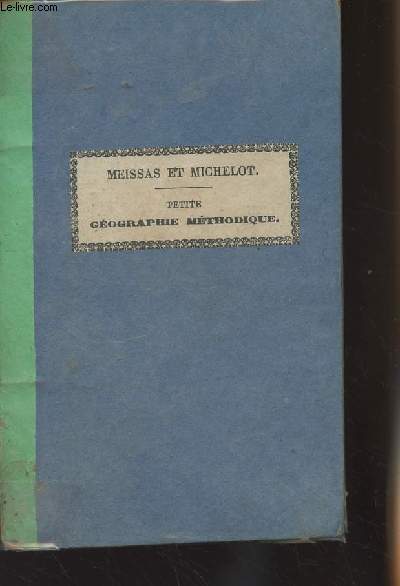 Le-livre.com
MEISSAS ET MICHELOT.
PETITE
GÉOGRAPHIE MÉTHODIQUE.